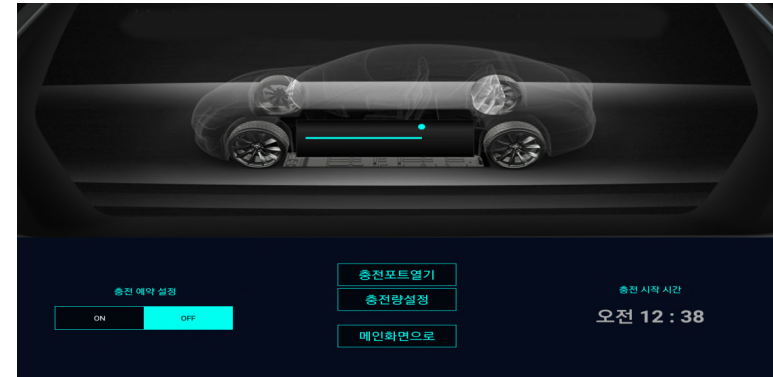 충전 예약 설정
ON OFF
충전포트열기
충전량설정
메인화면으로
충전 시작 시간
오전 12 : 38